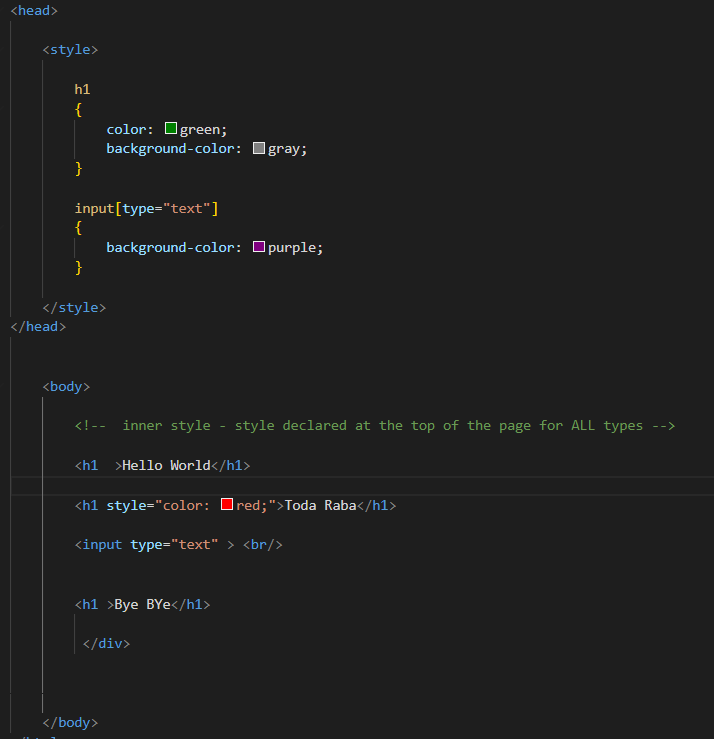 <head>
<style>
h1
{
color: green;
background-color: gray;
}
input[type="text"]
{
background-color: purple;
}
</style>
</head>
<body>
<!--  inner style - style declared at the top of the page for ALL types -->
<h1  >Hello World</h1>
<h1 style="color: red;">Toda Raba</h1>
<input type="text" > <br/>
<h1 >Bye BYe</h1>
</div>
</body>